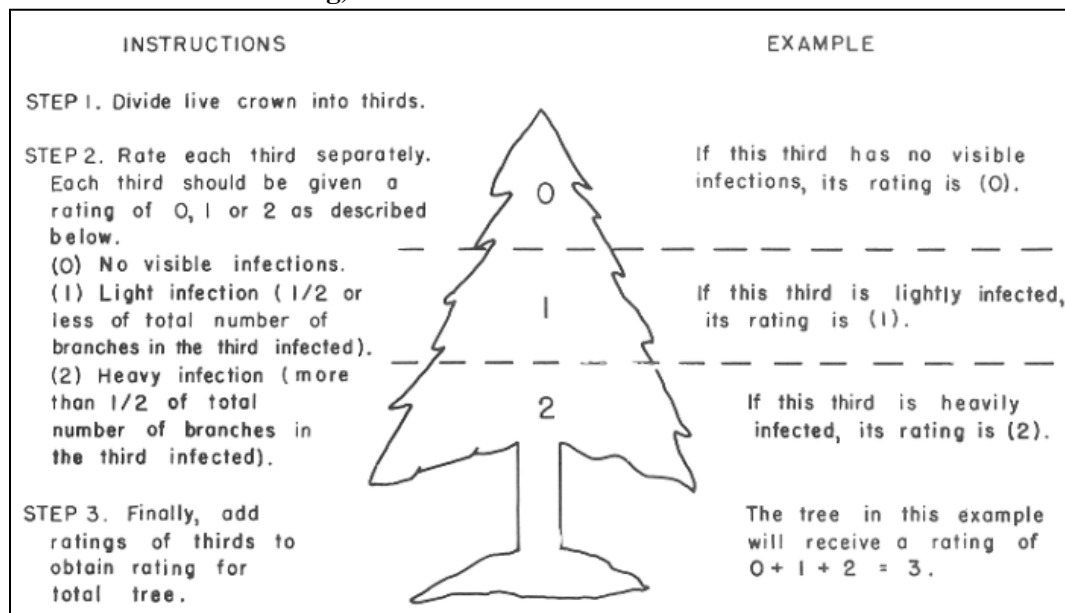 INSTRUCTIONS
STEP 1. Divide live crown into thirds.
STEP 2. Rate each third separately.
Each third should be given a
rating of 0, 1 or 2 as described
below.
(0) No visible infections.
(1) Light infection ( 1/2 or
less of total number of
branches in the third infected).
(2) Heavy infection ( more
than 1/2 of total
number of branches in
the third infected).
STEP 3. Finally, add
ratings of thirds to
obtain rating for
total tree.
0
1
2
EXAMPLE
If this third has no visible
infections, its rating is (0).
If this third is lightly infected,
its rating is (1).
If this third is heavily
infected, its rating is (2).
The tree in this example
will receive a rating of
0 + 1 + 2 = 3.